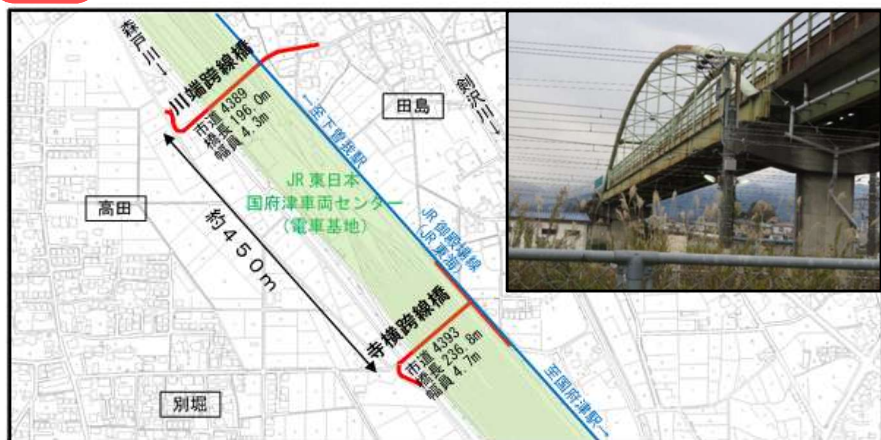 森戸川→
川端跨線橋
市道 4389
橋長 196.0m
幅員 4.3m
←至下曽我駅
田島
剣沢川→
高田
JR 東日本
国府津車両センター
（電車基地）
約450m
JR 御殿場線
（JR 東海）
寺横跨線橋
市道 4393
橋長 236.8m
幅員 4.7m
至国府津駅→
別堀